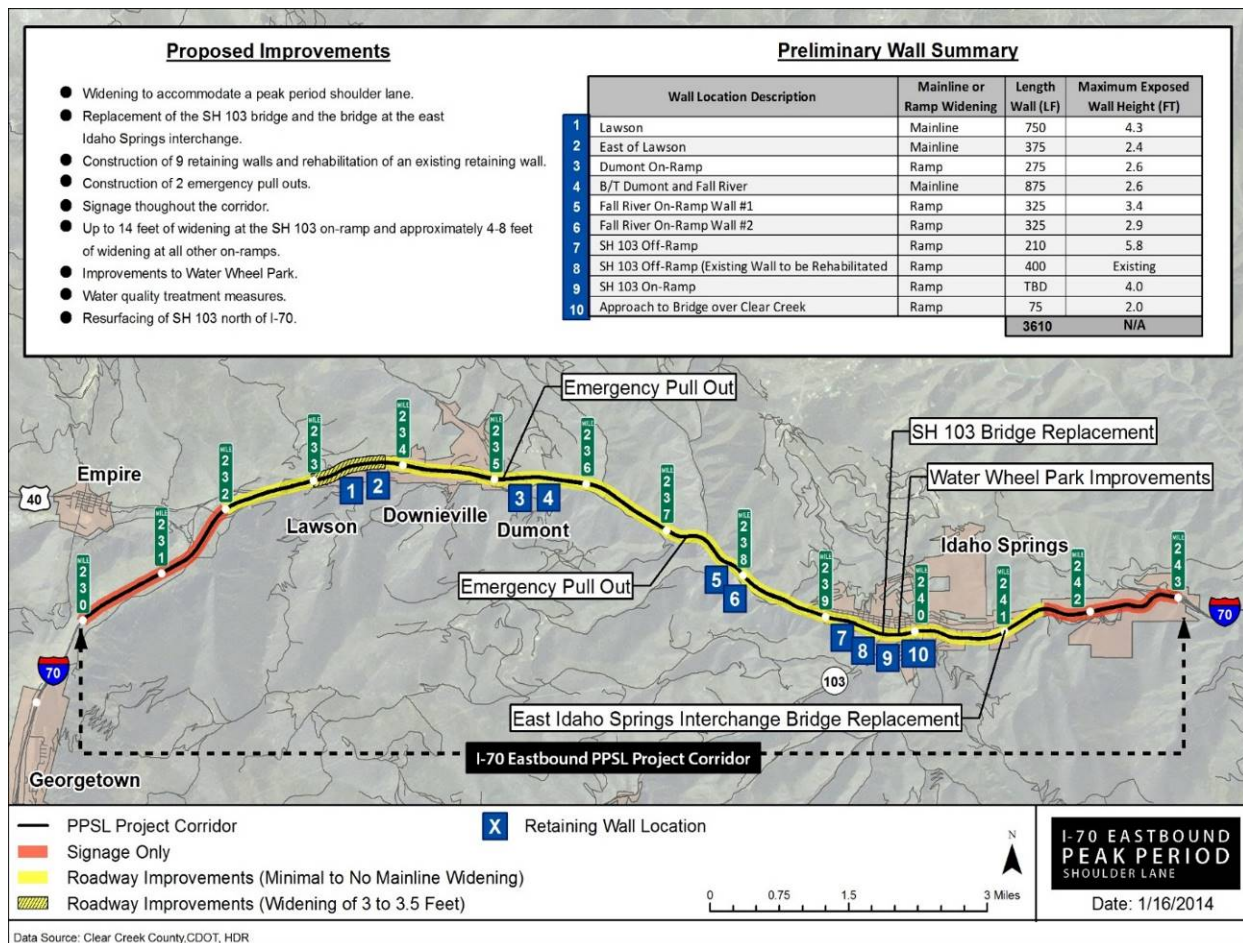 Proposed Improvements
● Widening to accommodate a peak period shoulder lane.
● Replacement of the SH 103 bridge and the bridge at the east
Idaho Springs interchange.
● Construction of 9 retaining walls and rehabilitation of an existing retaining wall.
● Construction of 2 emergency pull outs.
● Signage thoughout the corridor.
● Up to 14 feet of widening at the SH 103 on-ramp and approximately 4-8 feet
of widening at all other on-ramps.
● Improvements to Water Wheel Park.
● Water quality treatment measures.
● Resurfacing of SH 103 north of I-70.
Preliminary Wall Summary
Wall Location Description Mainline or Length Maximum Exposed
Ramp Widening Wall (LF) Wall Height (FT)
1 Lawson Mainline 750 4.3
2 East of Lawson Mainline 375 2.4
3 Dumont On-Ramp Ramp 275 2.6
4 B/T Dumont and Fall River Mainline 875 2.6
5 Fall River On-Ramp Wall #1 Ramp 325 3.4
6 Fall River On-Ramp Wall #2 Ramp 325 2.9
7 SH 103 Off-Ramp Ramp 210 5.8
8 SH 103 Off-Ramp (Existing Wall to be Rehabilitated Ramp 400 Existing
9 SH 103 On-Ramp Ramp TBD 4.0
10 Approach to Bridge over Clear Creek Ramp 75 2.0
3610 N/A
Emergency Pull Out
SH 103 Bridge Replacement
Water Wheel Park Improvements
Empire
40
MILE 230
MILE 231
MILE 232
MILE 233
MILE 234
MILE 235
MILE 236
MILE 237
MILE 238
MILE 239
MILE 240
MILE 241
MILE 242
MILE 243
1 2
3 4
Lawson
Downieville
Dumont
Idaho Springs
Emergency Pull Out
5
6
7
8
9
10
70
70
103
East Idaho Springs Interchange Bridge Replacement
I-70 Eastbound PPSL Project Corridor
Georgetown
PPSL Project Corridor
Signage Only
Roadway Improvements (Minimal to No Mainline Widening)
Roadway Improvements (Widening of 3 to 3.5 Feet)
X Retaining Wall Location
N
0 0.75 1.5 3 Miles
I-70 EASTBOUND
PEAK PERIOD
SHOULDER LANE
Date: 1/16/2014
Data Source: Clear Creek County,CDOT, HDR